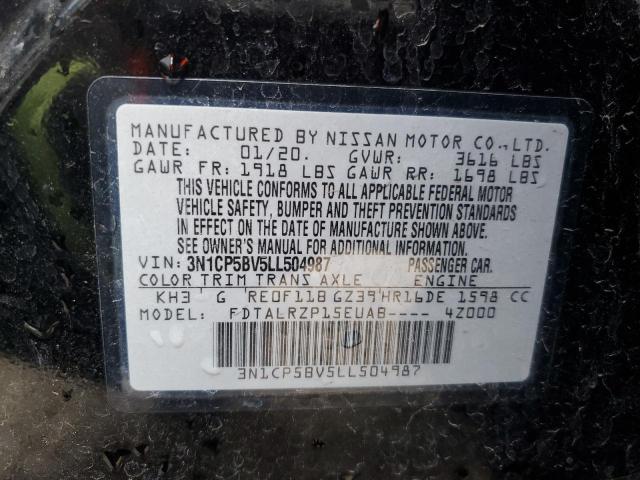 MANUFACTURED BY NISSAN MOTOR CO.,LTD.
DATE: 01/20. GVWR: 3616 LBS
GAWR FR: 1918 LBS GAWR RR: 1698 LBS
THIS VEHICLE CONFORMS TO ALL APPLICABLE FEDERAL MOTOR
VEHICLE SAFETY, BUMPER AND THEFT PREVENTION STANDARDS
IN EFFECT ON THE DATE OF MANUFACTURE SHOWN ABOVE.
SEE OWNER'S MANUAL FOR ADDITIONAL INFORMATION.
VIN: 3N1CP5BV5LL504987 PASSENGER CAR.
COLOR TRIM TRANS AXLE ENGINE
KH3 G RE0F11B GZ39 HR16DE 1598 CC
MODEL: FDTALRZP15EUAB---- 4Z000
3N1CP5BV5LL504987